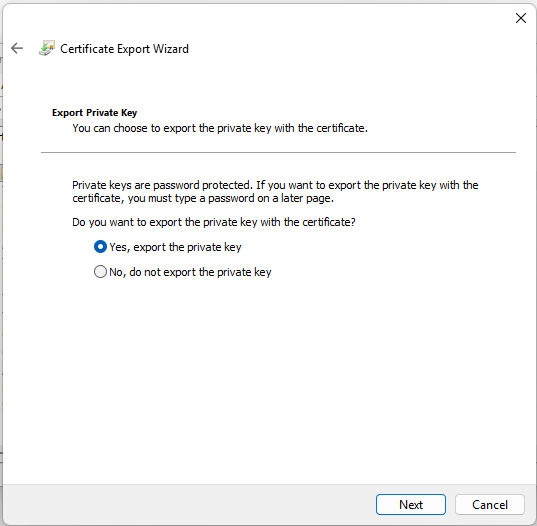 Certificate Export Wizard
Export Private Key
You can choose to export the private key with the certificate.
Private keys are password protected. If you want to export the private key with the
certificate, you must type a password on a later page.
Do you want to export the private key with the certificate?
Yes, export the private key
No, do not export the private key
Next
Cancel